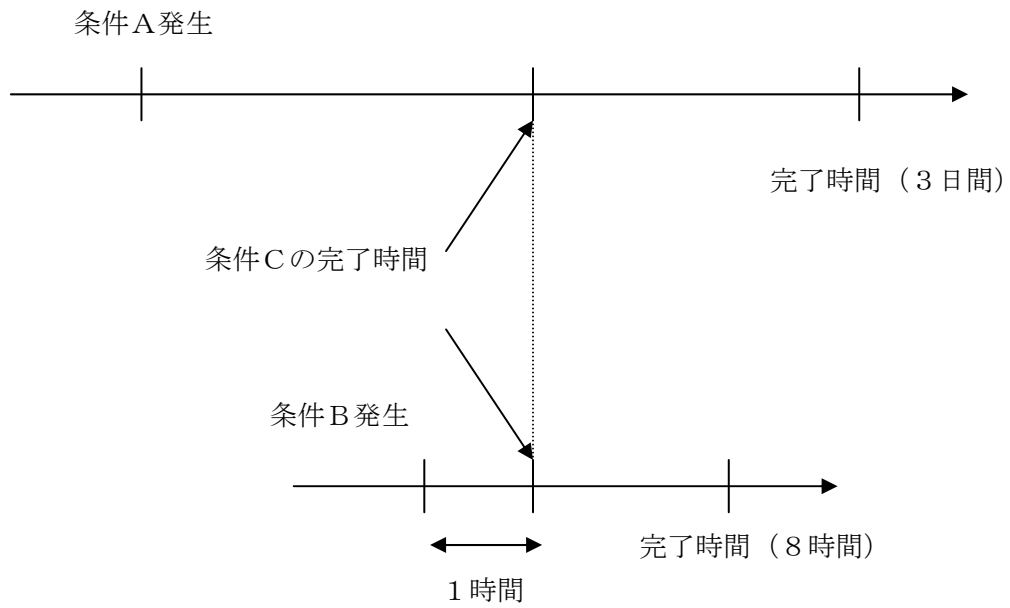 条件Ａ発生
完了時間（３日間）
条件Ｃの完了時間
条件Ｂ発生
完了時間（８時間）
１時間